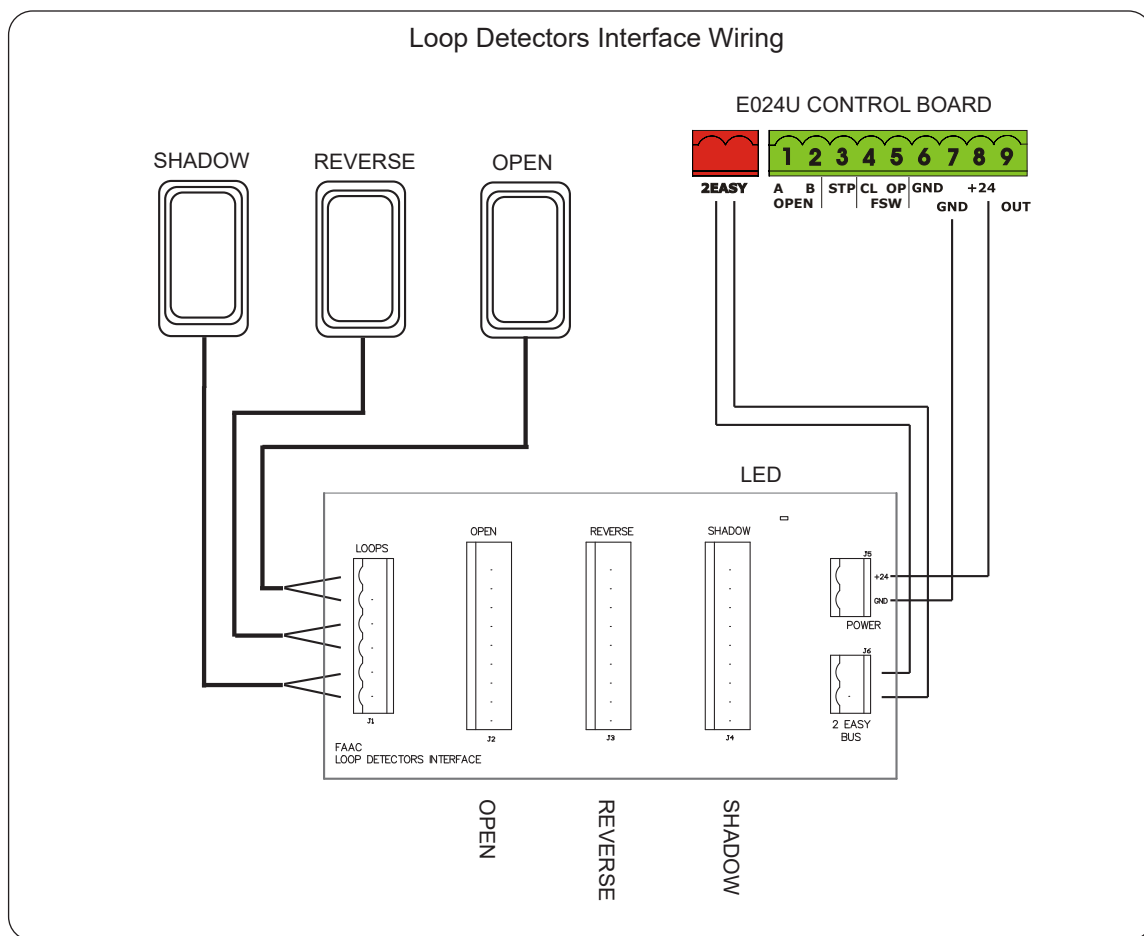 Loop Detectors Interface Wiring
E024U CONTROL BOARD
SHADOW REVERSE OPEN
1 2 3 4 5 6 7 8 9
2EASY A B STP CL OP GND +24
OPEN FSW GND OUT
LED
OPEN REVERSE SHADOW
LOOPS
J5
+24
GND
POWER
J6
2 EASY
BUS
J1 J2 J3 J4
FAAC
LOOP DETECTORS INTERFACE
OPEN
REVERSE
SHADOW